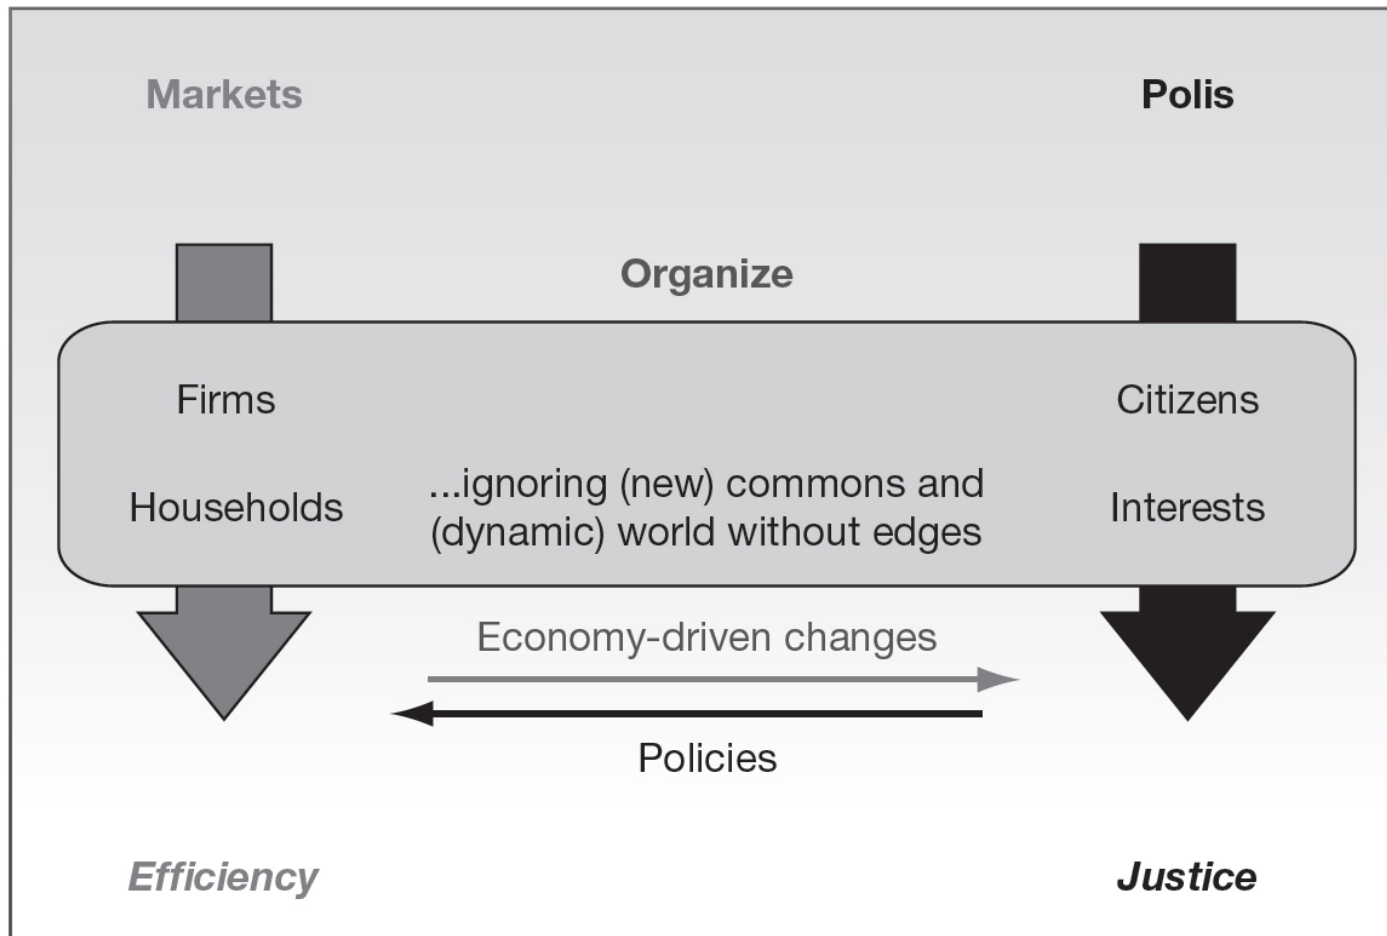 Markets
Polis
Organize
Firms
Citizens
Households
...ignoring (new) commons and
(dynamic) world without edges
Interests
Economy-driven changes
Policies
Efficiency
Justice